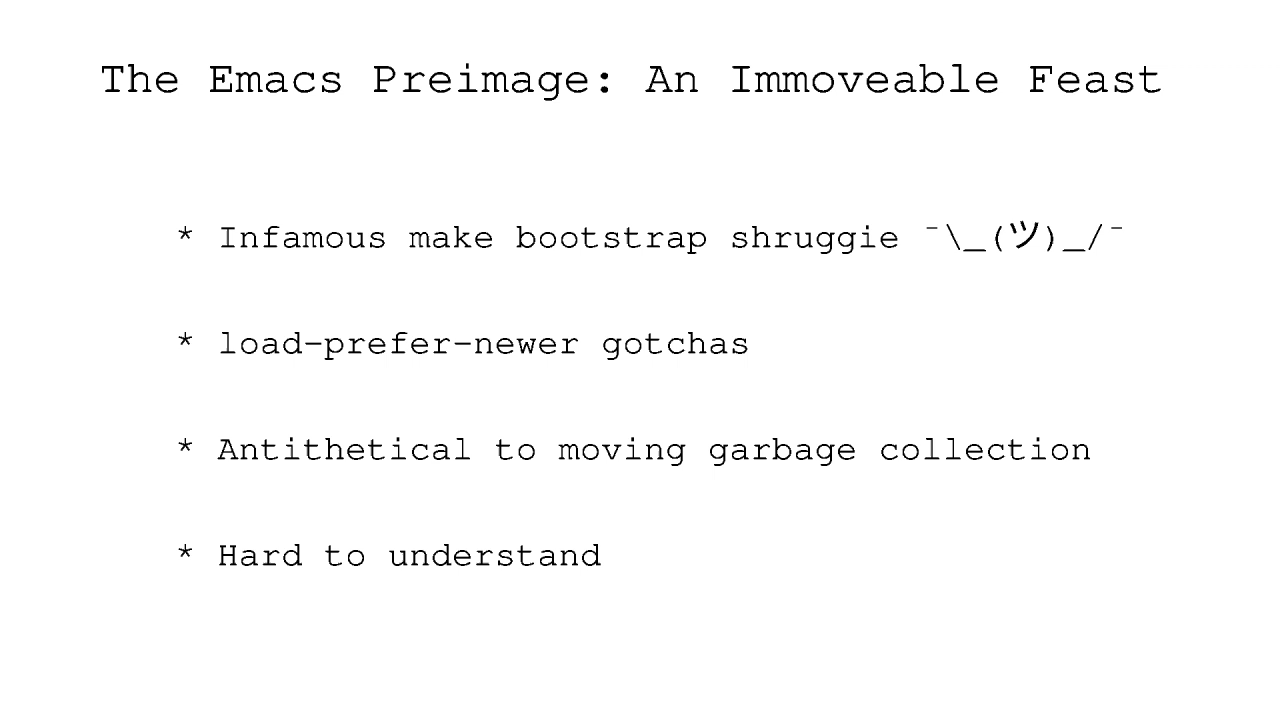 The Emacs Preimage: An Immoveable Feast
* Infamous make bootstrap shruggie ¯\_(ツ)_/¯
* load-prefer-newer gotchas
* Antithetical to moving garbage collection
* Hard to understand